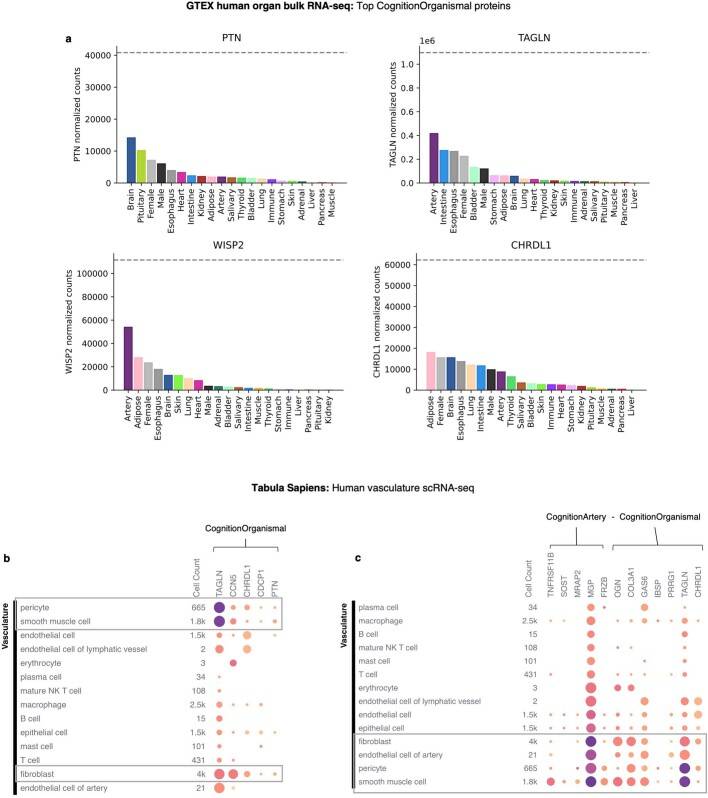 GTEX human organ bulk RNA-seq: Top CognitionOrganismal proteins
a
PTN
PTN normalized counts
40000
30000
20000
10000
0
Brain
Pituitary
Female
Male
Esophagus
Heart
Intestine
Kidney
Adipose
Artery
Salivary
Thyroid
Bladder
Lung
Immune
Stomach
Skin
Adrenal
Liver
Pancreas
Muscle
TAGLN
1e6
TAGLN normalized counts
1.0
0.8
0.6
0.4
0.2
0.0
Artery
Intestine
Esophagus
Female
Bladder
Male
Stomach
Adipose
Brain
Lung
Heart
Thyroid
Kidney
Skin
Immune
Adrenal
Salivary
Pituitary
Muscle
Pancreas
Liver
WISP2
WISP2 normalized counts
100000
80000
60000
40000
20000
0
Artery
Adipose
Female
Esophagus
Brain
Skin
Lung
Heart
Male
Adrenal
Bladder
Salivary
Intestine
Muscle
Thyroid
Stomach
Immune
Liver
Pancreas
Pituitary
Kidney
CHRDL1
CHRDL1 normalized counts
60000
50000
40000
30000
20000
10000
0
Adipose
Female
Brain
Esophagus
Lung
Intestine
Male
Artery
Thyroid
Salivary
Bladder
Skin
Immune
Heart
Stomach
Kidney
Pituitary
Muscle
Adrenal
Pancreas
Liver
Tabula Sapiens: Human vasculature scRNA-seq
b
CognitionOrganismal
Cell Count
TAGLN
CCN5
CHRDL1
CDCP1
PTN
Vasculature
pericyte 665
smooth muscle cell 1.8k
endothelial cell 1.5k
endothelial cell of lymphatic vessel 2
erythrocyte 3
plasma cell 34
mature NK T cell 108
macrophage 2.5k
B cell 15
epithelial cell 1.5k
mast cell 101
T cell 431
fibroblast 4k
endothelial cell of artery 21
c
CognitionArtery - CognitionOrganismal
Cell Count
TNFRSF11B
SOST
MRAP2
MGP
FRZB
OGN
COL3A1
GAS6
IBSP
PRRG1
TAGLN
CHRDL1
Vasculature
plasma cell 34
macrophage 2.5k
B cell 15
mature NK T cell 108
mast cell 101
T cell 431
erythrocyte 3
endothelial cell of lymphatic vessel 2
endothelial cell 1.5k
epithelial cell 1.5k
fibroblast 4k
endothelial cell of artery 21
pericyte 665
smooth muscle cell 1.8k